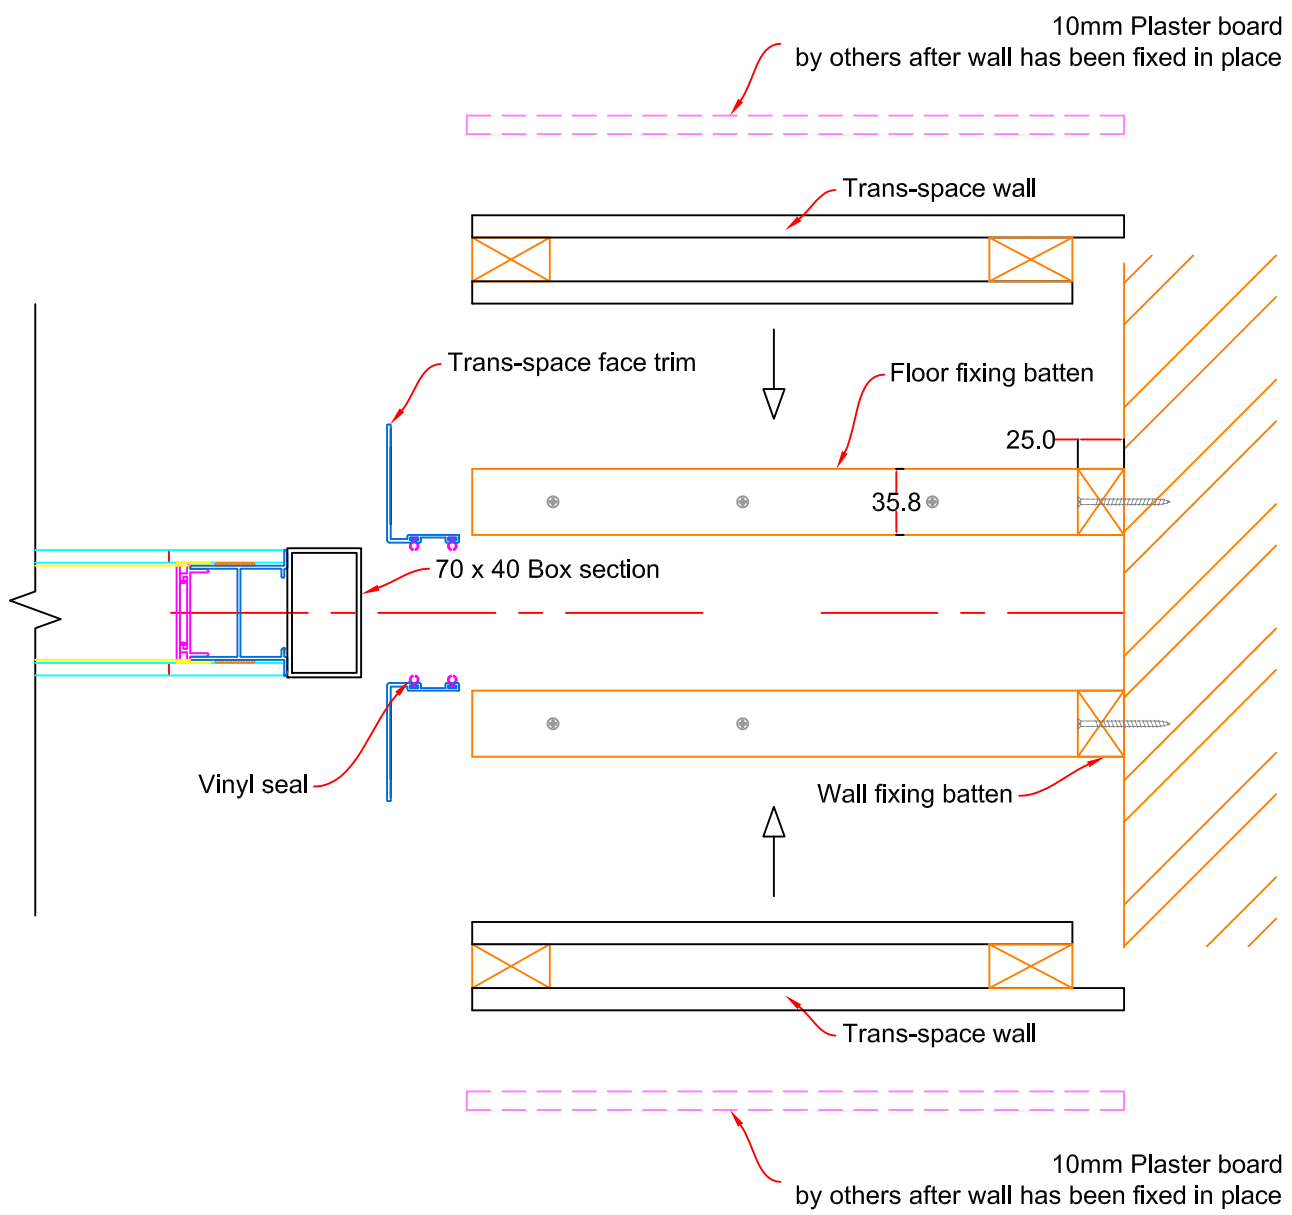 10mm Plaster board
by others after wall has been fixed in place
Trans-space wall
Trans-space face trim
Floor fixing batten
25.0
35.8
70 x 40 Box section
Vinyl seal
Wall fixing batten
Trans-space wall
10mm Plaster board
by others after wall has been fixed in place